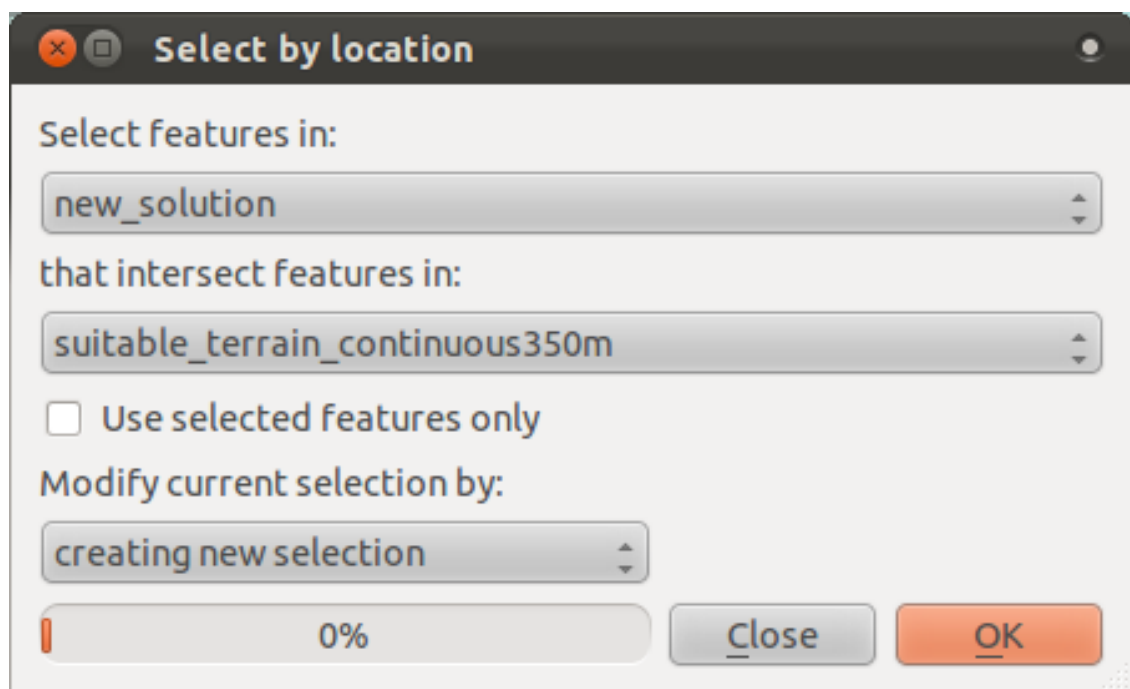 Select by location
Select features in:
new_solution
that intersect features in:
suitable_terrain_continuous350m
Use selected features only
Modify current selection by:
creating new selection
0% Close OK